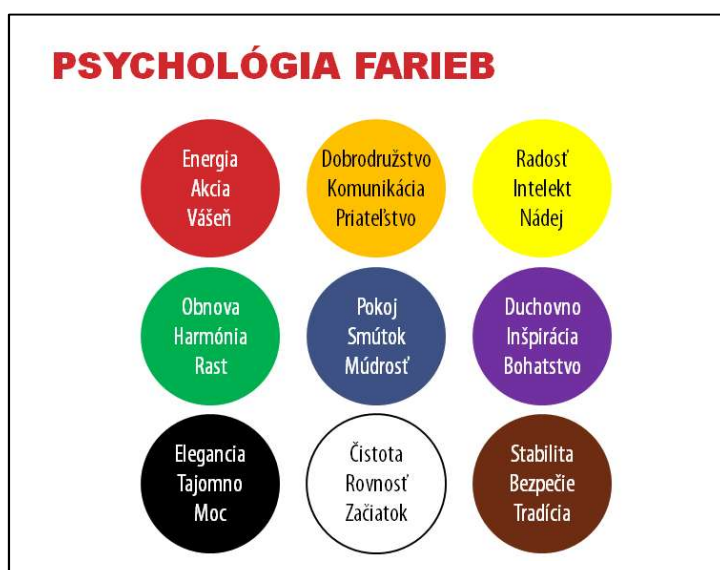 PSYCHOLÓGIA FARIEB
Energia
Akcia
Vášeň
Dobrodružstvo
Komunikácia
Priateľstvo
Radosť
Intelekt
Nádej
Obnova
Harmónia
Rast
Pokoj
Smútok
Múdrosť
Duchovno
Inšpirácia
Bohatstvo
Elegancia
Tajomno
Moc
Čistota
Rovnosť
Začiatok
Stabilita
Bezpečie
Tradícia